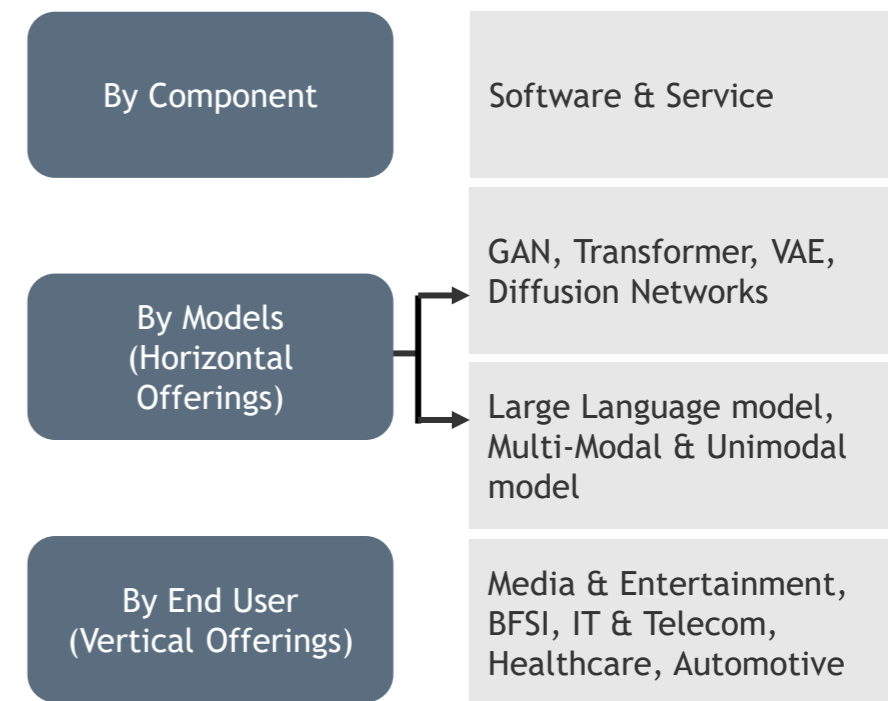 By Component
Software & Service
By Models
(Horizontal
Offerings)
GAN, Transformer, VAE,
Diffusion Networks
Large Language model,
Multi-Modal & Unimodal
model
By End User
(Vertical Offerings)
Media & Entertainment,
BFSI, IT & Telecom,
Healthcare, Automotive